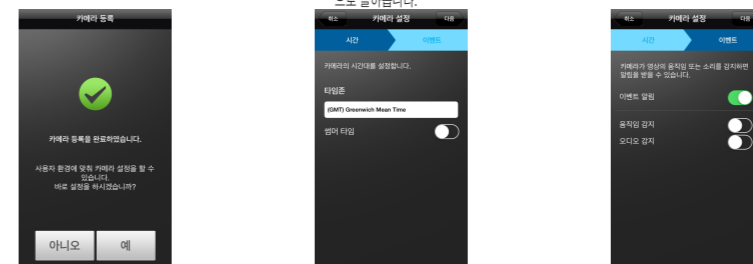 으로 들어갑니다.
카메라 등록
카메라 등록을 완료하였습니다.
사용자 환경에 맞춰 카메라 설정을 할 수
있습니다.
바로 설정을 하시겠습니까?
아니오
예
취소
카메라 설정
다음
시간
이벤트
카메라의 시간대를 설정합니다.
타임존
(GMT) Greenwich Mean Time
썸머 타임
취소
카메라 설정
다음
시간
이벤트
카메라가 영상의 움직임 또는 소리를 감지하면
알림을 받을 수 있습니다.
이벤트 알림
움직임 감지
오디오 감지